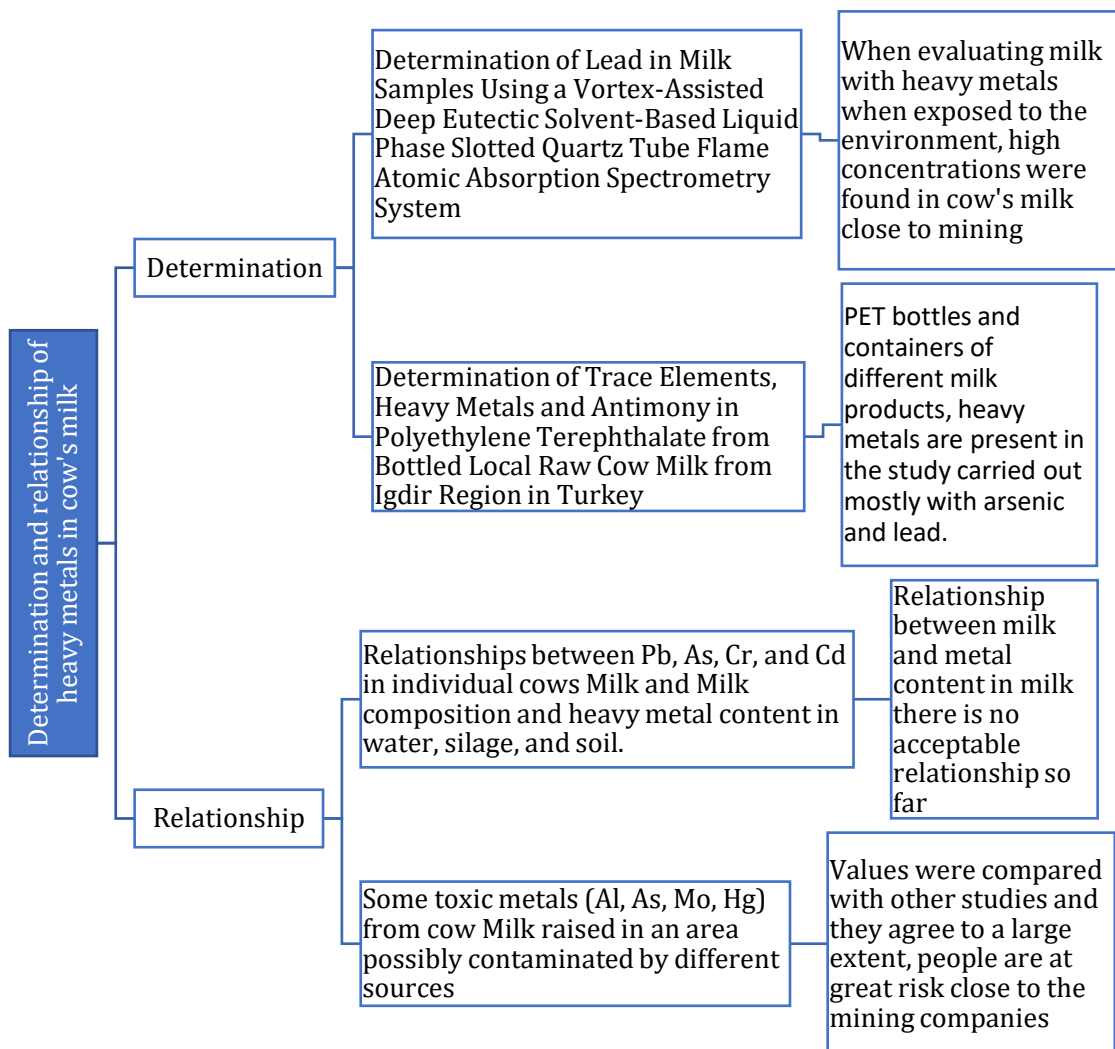 Determination and relationship of
heavy metals in cow's milk
Determination
Determination of Lead in Milk
Samples Using a Vortex-Assisted
Deep Eutectic Solvent-Based Liquid
Phase Slotted Quartz Tube Flame
Atomic Absorption Spectrometry
System
When evaluating milk
with heavy metals
when exposed to the
environment, high
concentrations were
found in cow's milk
close to mining
Determination of Trace Elements,
Heavy Metals and Antimony in
Polyethylene Terephthalate from
Bottled Local Raw Cow Milk from
Igdir Region in Turkey
PET bottles and
containers of
different milk
products, heavy
metals are present in
the study carried out
mostly with arsenic
and lead.
Relationship
Relationships between Pb, As, Cr, and Cd
in individual cows Milk and Milk
composition and heavy metal content in
water, silage, and soil.
Relationship
between milk
and metal
content in milk
there is no
acceptable
relationship so
far
Some toxic metals (Al, As, Mo, Hg)
from cow Milk raised in an area
possibly contaminated by different
sources
Values were compared
with other studies and
they agree to a large
extent, people are at
great risk close to the
mining companies